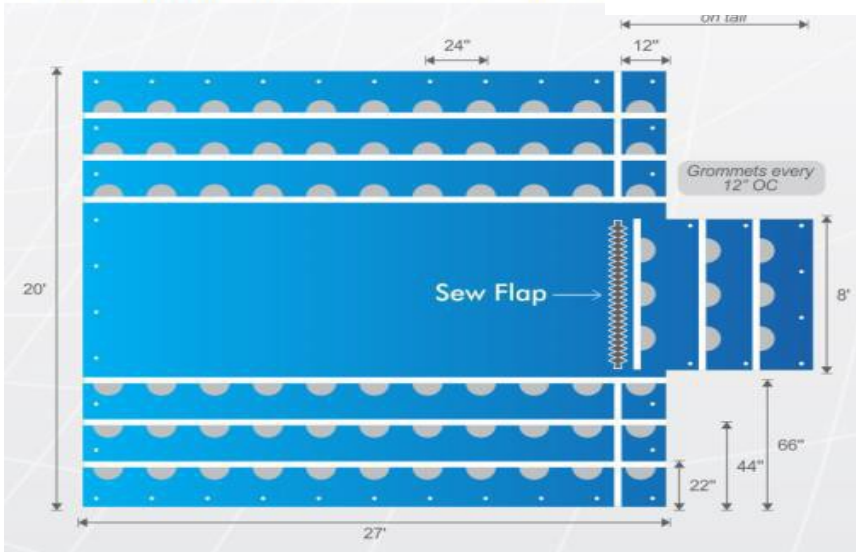 on tail
24"
12"
Grommets every
12" OC
20'
Sew Flap
8'
66"
44"
22"
27'